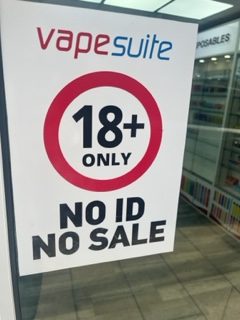 vapesuite
18+
ONLY
NO ID
NO SALE
POSABLES